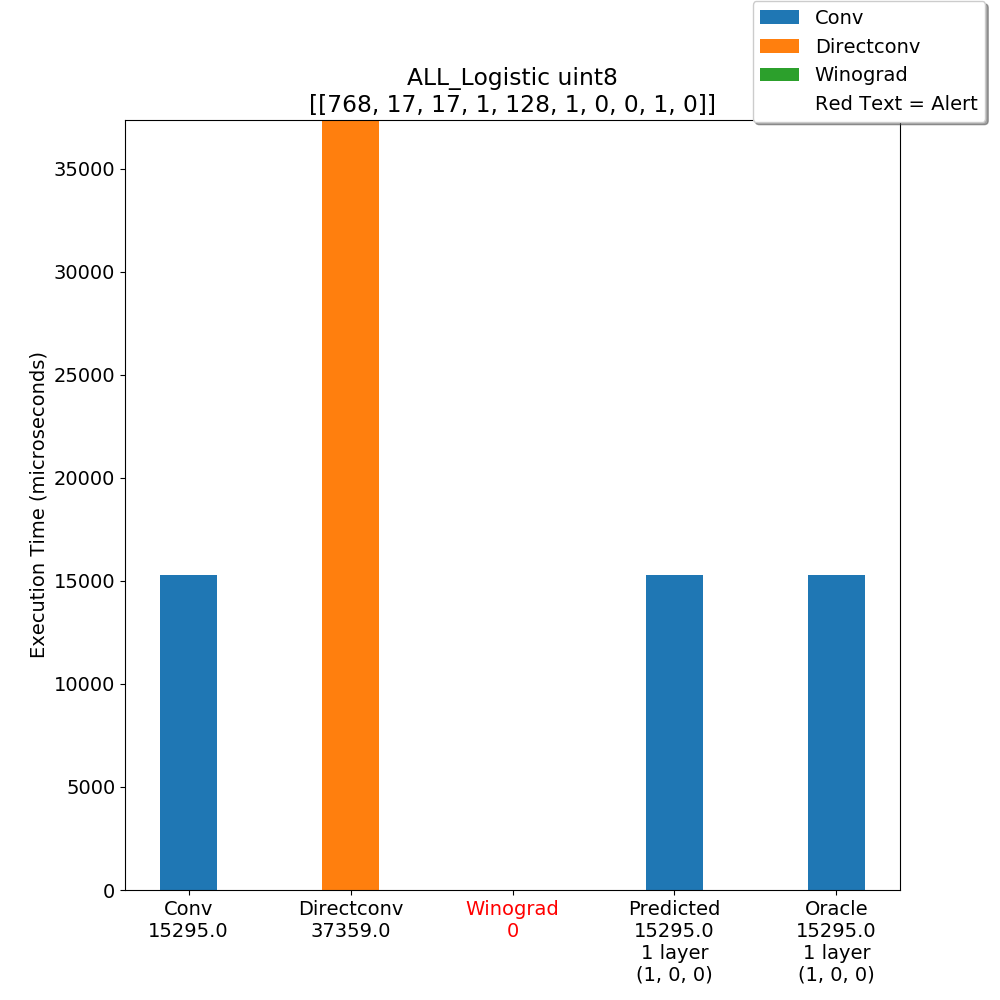 Conv
Directconv
Winograd
Red Text = Alert
ALL_Logistic uint8
[[768, 17, 17, 1, 128, 1, 0, 0, 1, 0]]
Execution Time (microseconds)
35000
30000
25000
20000
15000
10000
5000
0
Conv
15295.0
Directconv
37359.0
Winograd
0
Predicted
15295.0
1 layer
(1, 0, 0)
Oracle
15295.0
1 layer
(1, 0, 0)